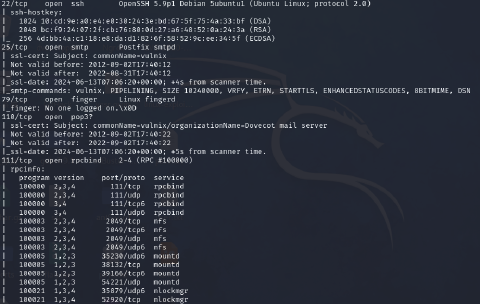 22/tcp open ssh OpenSSH 5.9p1 Debian 5ubuntu1 (Ubuntu Linux; protocol 2.0)
| ssh-hostkey:
| 1024 10:cd:9e:a0:e4:e0:30:24:3e:bd:67:5f:75:4a:33:bf (DSA)
| 2048 bc:f9:24:07:2f:cb:76:80:0d:27:a6:48:52:0a:24:3a (RSA)
|_ 256 4d:bb:4a:c1:18:e8:da:d1:82:6f:58:52:9c:ee:34:5f (ECDSA)
25/tcp open smtp Postfix smtpd
| ssl-cert: Subject: commonName=vulnix
| Not valid before: 2012-09-02T17:40:12
|_Not valid after: 2022-08-31T17:40:12
|_ssl-date: 2024-06-13T07:06:20+00:00; +5s from scanner time.
|_smtp-commands: vulnix, PIPELINING, SIZE 10240000, VRFY, ETRN, STARTTLS, ENHANCEDSTATUSCODES, 8BITMIME, DSN
79/tcp open finger Linux fingerd
|_finger: No one logged on.\x0D
110/tcp open pop3?
| ssl-cert: Subject: commonName=vulnix/organizationName=Dovecot mail server
| Not valid before: 2012-09-02T17:40:22
|_Not valid after: 2022-09-02T17:40:22
|_ssl-date: 2024-06-13T07:06:20+00:00; +5s from scanner time.
111/tcp open rpcbind 2-4 (RPC #100000)
| rpcinfo:
| program version port/proto service
| 100000 2,3,4 111/tcp rpcbind
| 100000 2,3,4 111/udp rpcbind
| 100000 3,4 111/tcp6 rpcbind
| 100000 3,4 111/udp6 rpcbind
| 100003 2,3,4 2049/tcp nfs
| 100003 2,3,4 2049/tcp6 nfs
| 100003 2,3,4 2049/udp nfs
| 100003 2,3,4 2049/udp6 nfs
| 100005 1,2,3 35230/udp6 mountd
| 100005 1,2,3 38132/tcp mountd
| 100005 1,2,3 39166/tcp6 mountd
| 100005 1,2,3 54221/udp mountd
| 100021 1,3,4 35879/udp6 nlockmgr
| 100021 1,3,4 52920/tcp nlockmgr